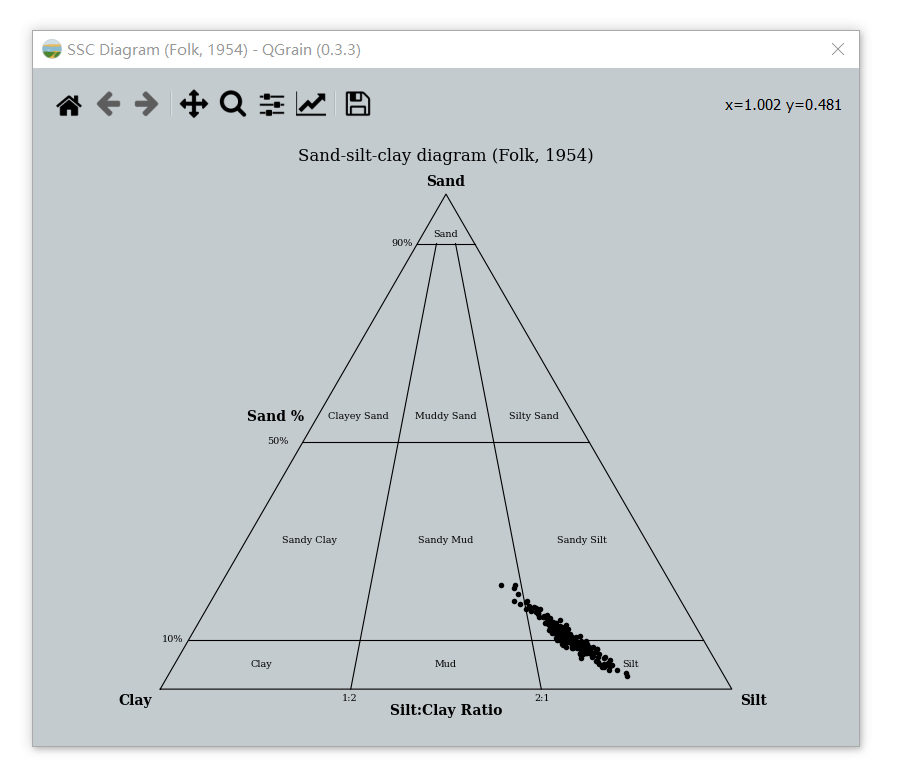 SSC Diagram (Folk, 1954) - QGrain (0.3.3)
x=1.002 y=0.481
Sand-silt-clay diagram (Folk, 1954)
Sand
Sand
90%
Sand %
Clayey Sand
Muddy Sand
Silty Sand
50%
Sandy Clay
Sandy Mud
Sandy Silt
10%
Clay
Mud
Silt
Clay
1:2
2:1
Silt
Silt:Clay Ratio